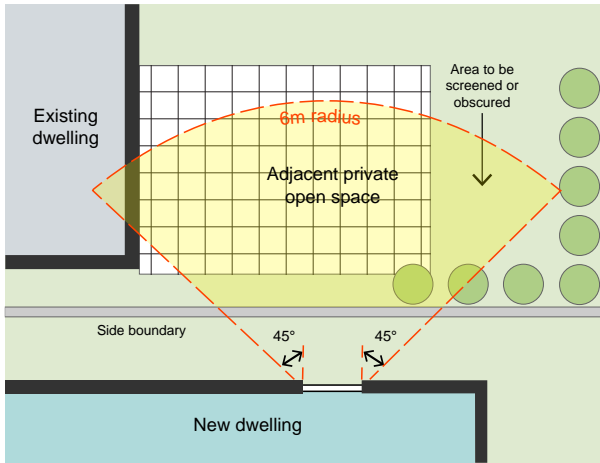 Existing
dwelling
Area to be
screened or
obscured
6m radius
Adjacent private
open space
Side boundary
45°
45°
New dwelling